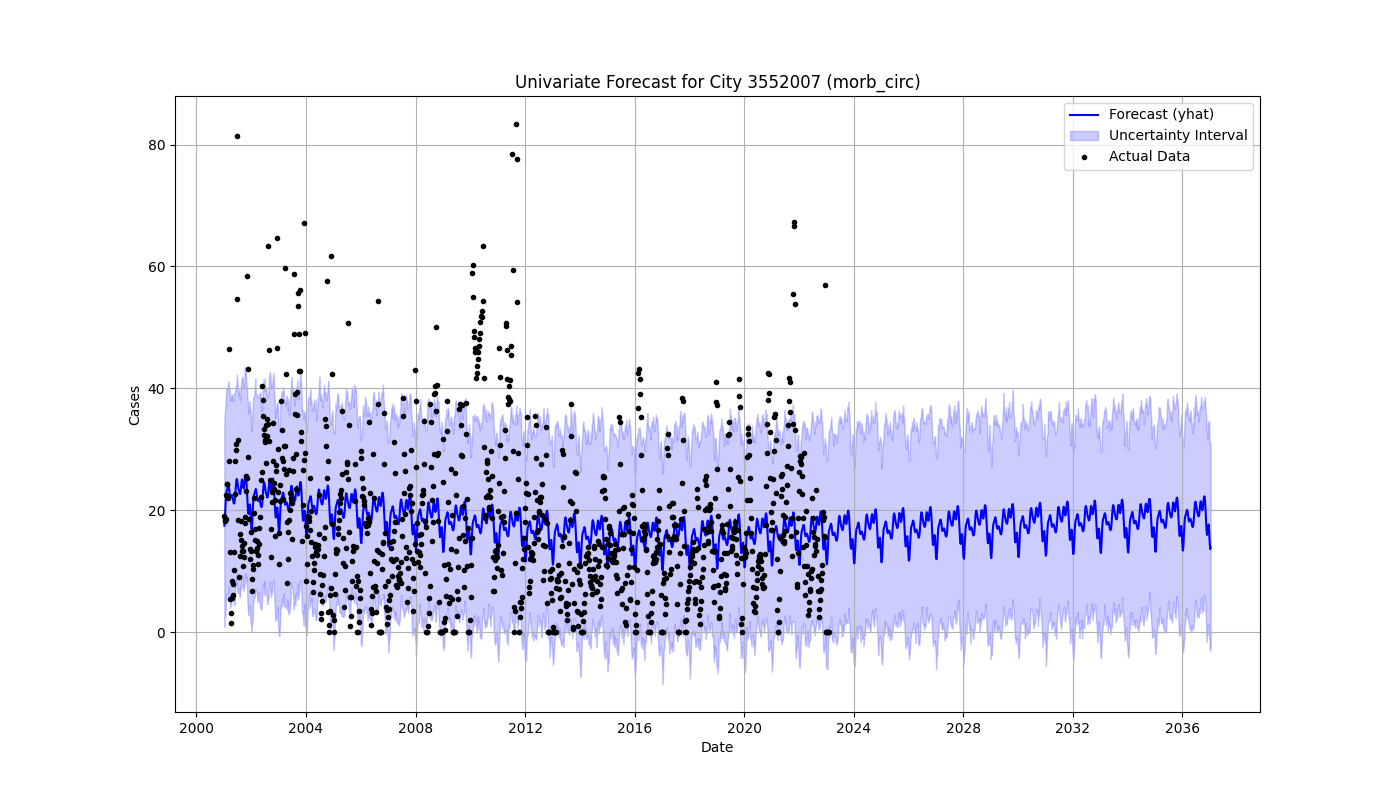 Univariate Forecast for City 3552007 (morb_circ)
Forecast (yhat)
Uncertainty Interval
Actual Data
Cases
80
60
40
20
0
2000 2004 2008 2012 2016 2020 2024 2028 2032 2036
Date